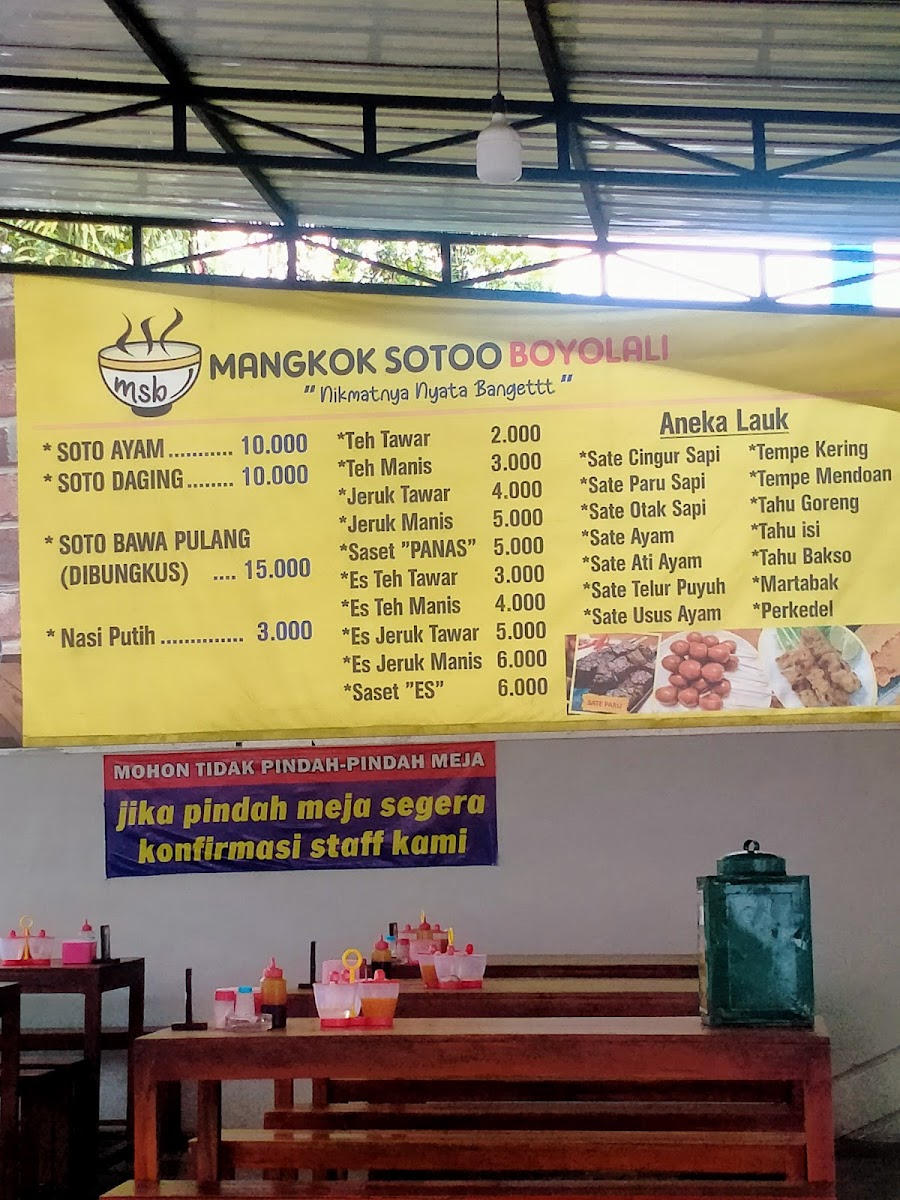 msb
MANGKOK SOTOO BOYOLALI
" Nikmatnya Nyata Bangettt "
* SOTO AYAM ........... 10.000
* SOTO DAGING ........ 10.000
* SOTO BAWA PULANG
(DIBUNGKUS) .... 15.000
* Nasi Putih .............. 3.000
*Teh Tawar 2.000
*Teh Manis 3.000
*Jeruk Tawar 4.000
*Jeruk Manis 5.000
*Saset "PANAS" 5.000
*Es Teh Tawar 3.000
*Es Teh Manis 4.000
*Es Jeruk Tawar 5.000
*Es Jeruk Manis 6.000
*Saset "ES" 6.000
Aneka Lauk
*Sate Cingur Sapi
*Sate Paru Sapi
*Sate Otak Sapi
*Sate Ayam
*Sate Ati Ayam
*Sate Telur Puyuh
*Sate Usus Ayam
*Tempe Kering
*Tempe Mendoan
*Tahu Goreng
*Tahu isi
*Tahu Bakso
*Martabak
*Perkedel
SATE PARU
MOHON TIDAK PINDAH-PINDAH MEJA
jika pindah meja segera
konfirmasi staff kami